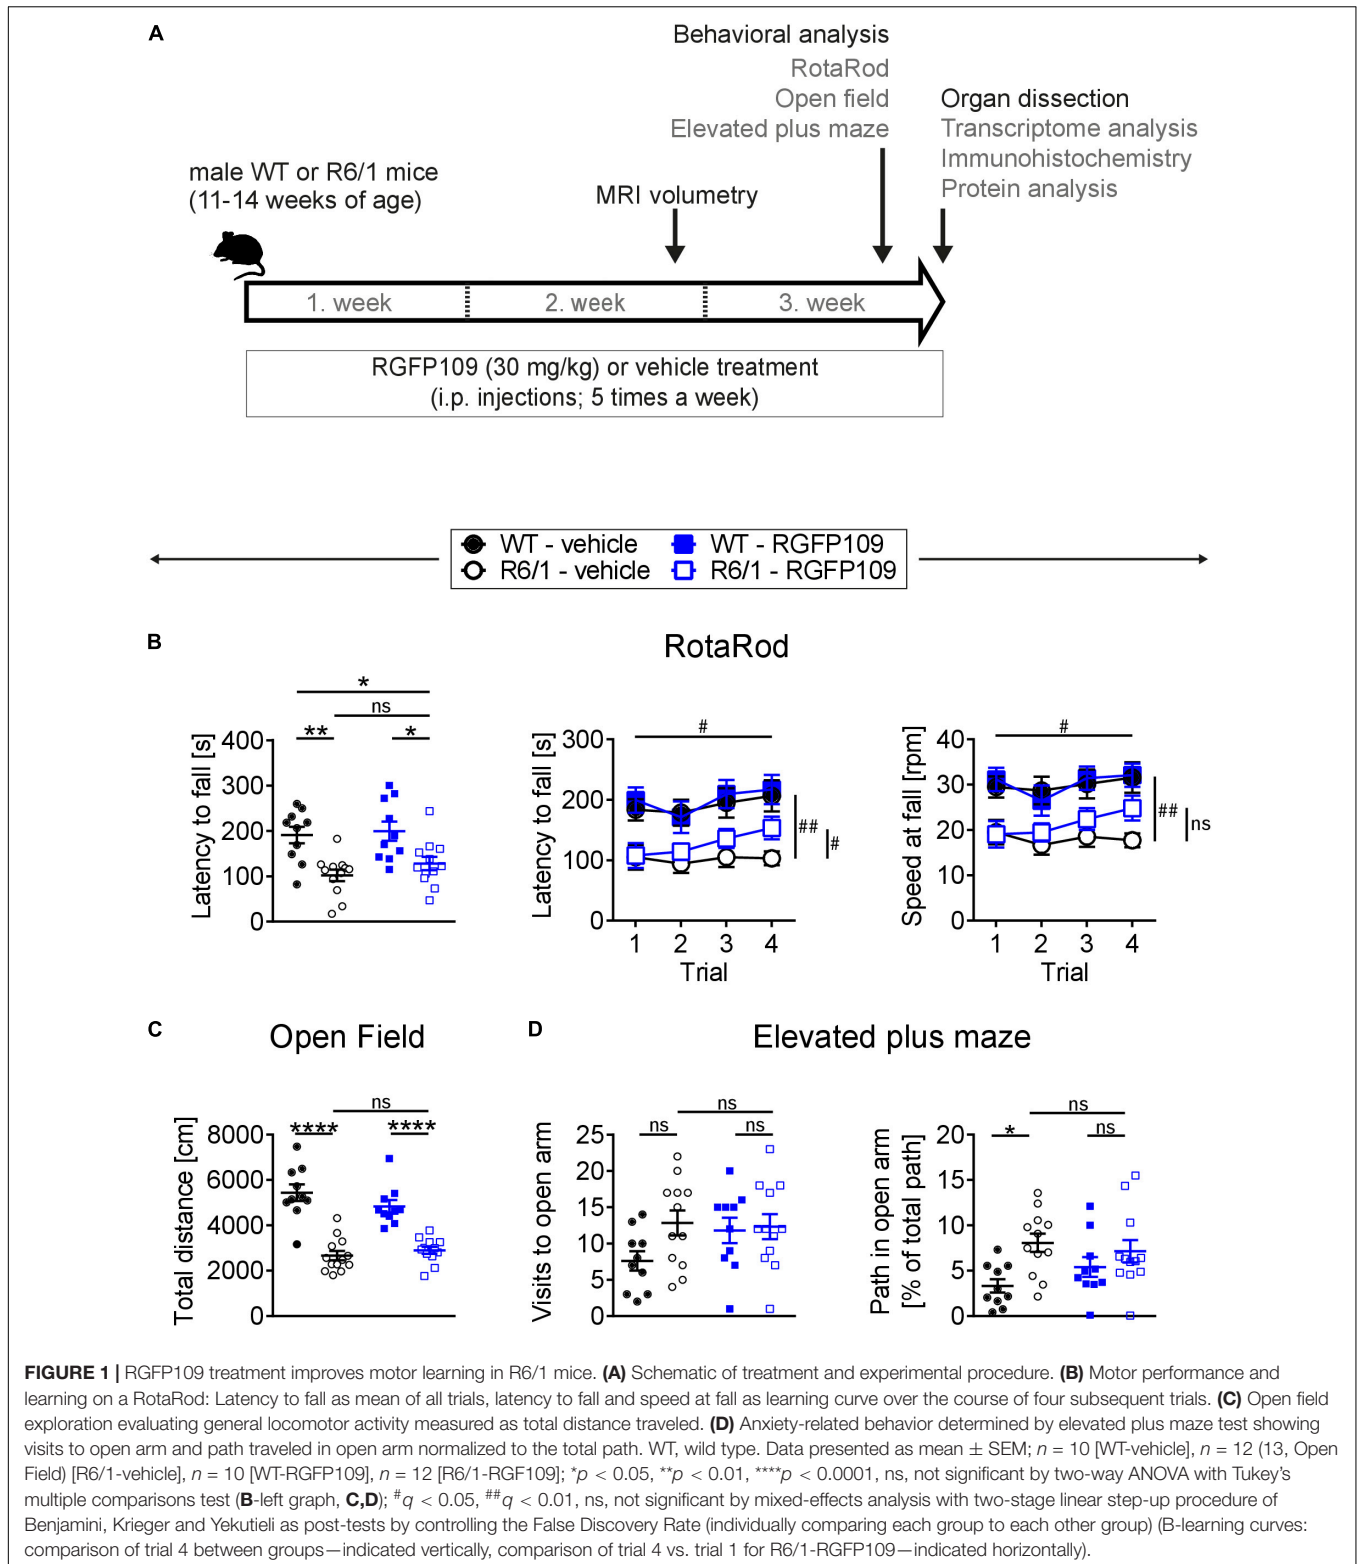 A
Behavioral analysis
RotaRod
Open field
Elevated plus maze
Organ dissection
Transcriptome analysis
Immunohistochemistry
Protein analysis
male WT or R6/1 mice
(11-14 weeks of age)
MRI volumetry
1. week
2. week
3. week
RGFP109 (30 mg/kg) or vehicle treatment
(i.p. injections; 5 times a week)
WT - vehicle
WT - RGFP109
R6/1 - vehicle
R6/1 - RGFP109
B
RotaRod
*
ns
**
*
Latency to fall [s]
400
300
200
100
0
#
Latency to fall [s]
300
200
100
0
##
#
1 2 3 4
Trial
#
Speed at fall [rpm]
40
30
20
10
0
##
ns
1 2 3 4
Trial
C
Open Field
ns
****
****
Total distance [cm]
8000
6000
4000
2000
0
D
Elevated plus maze
ns
ns
ns
Visits to open arm
25
20
15
10
5
0
ns
*
ns
Path in open arm
[% of total path]
20
15
10
5
0
FIGURE 1 | RGFP109 treatment improves motor learning in R6/1 mice. (A) Schematic of treatment and experimental procedure. (B) Motor performance and
learning on a RotaRod: Latency to fall as mean of all trials, latency to fall and speed at fall as learning curve over the course of four subsequent trials. (C) Open field
exploration evaluating general locomotor activity measured as total distance traveled. (D) Anxiety-related behavior determined by elevated plus maze test showing
visits to open arm and path traveled in open arm normalized to the total path. WT, wild type. Data presented as mean ± SEM; n = 10 [WT-vehicle], n = 12 (13, Open
Field) [R6/1-vehicle], n = 10 [WT-RGFP109], n = 12 [R6/1-RGF109]; *p < 0.05, **p < 0.01, ****p < 0.0001, ns, not significant by two-way ANOVA with Tukey's
multiple comparisons test (B-left graph, C,D); #q < 0.05, ##q < 0.01, ns, not significant by mixed-effects analysis with two-stage linear step-up procedure of
Benjamini, Krieger and Yekutieli as post-tests by controlling the False Discovery Rate (individually comparing each group to each other group) (B-learning curves:
comparison of trial 4 between groups—indicated vertically, comparison of trial 4 vs. trial 1 for R6/1-RGFP109—indicated horizontally).